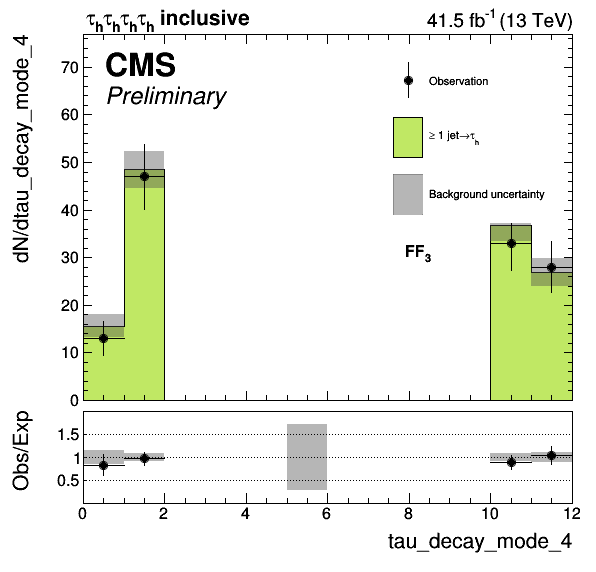 τhτhτhτh inclusive
41.5 fb⁻¹ (13 TeV)
dN/dtau_decay_mode_4
70
60
50
40
30
20
10
0
CMS
Preliminary
Observation
≥ 1 jet→τh
Background uncertainty
FF₃
Obs/Exp
1.5
1
0.5
0 2 4 6 8 10 12
tau_decay_mode_4